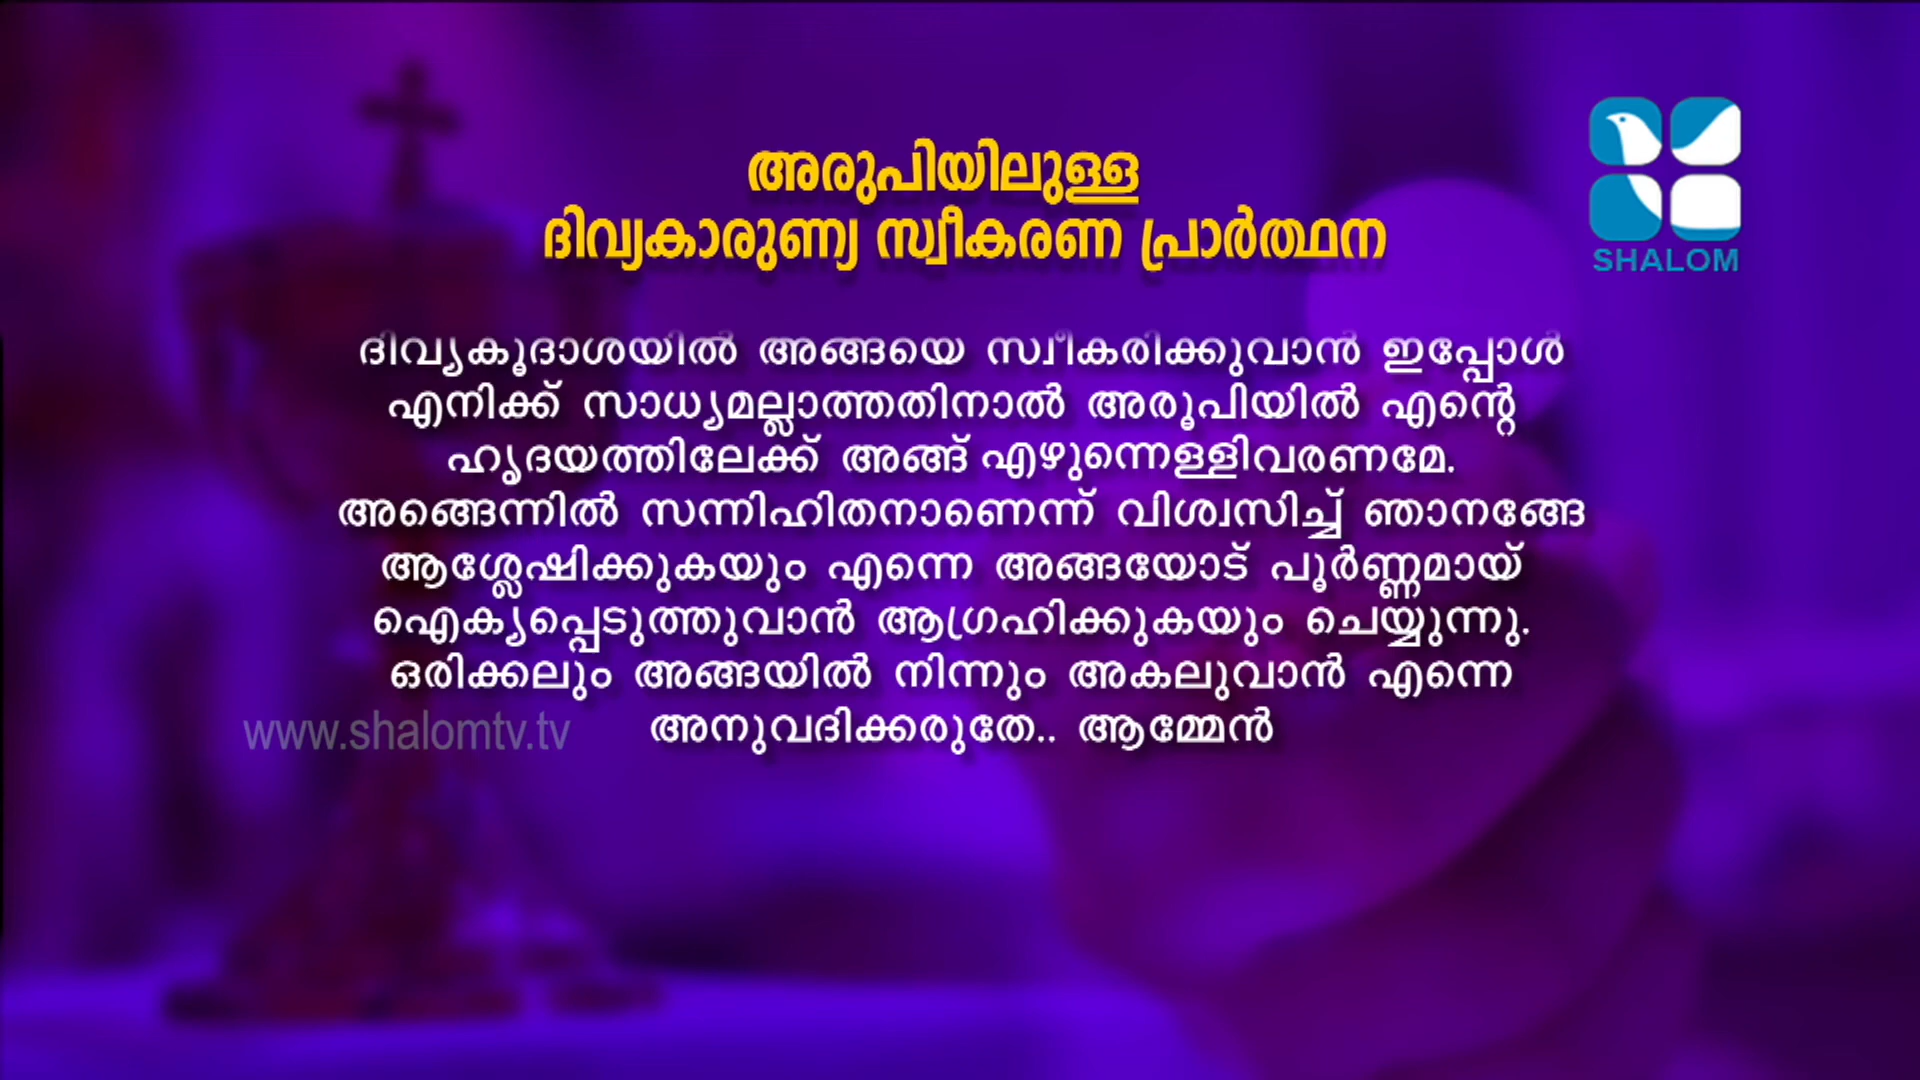 അരുപിയിലുള്ള
ദിവ്യകാരുണ്യ സ്വീകരണ പ്രാർത്ഥന
SHALOM
ദിവ്യകൂദാശയിൽ അങ്ങയെ സ്വീകരിക്കുവാൻ ഇപ്പോൾ
എനിക്ക് സാധ്യമല്ലാത്തതിനാൽ അരൂപിയിൽ എന്റെ
ഹൃദയത്തിലേക്ക് അങ്ങ് എഴുന്നെള്ളിവരണമേ.
അങ്ങെന്നിൽ സന്നിഹിതനാണെന്ന് വിശ്വസിച്ച് ഞാനങ്ങേ
ആശ്ലേഷിക്കുകയും എന്നെ അങ്ങയോട് പൂർണ്ണമായ്
ഐക്യപ്പെടുത്തുവാൻ ആഗ്രഹിക്കുകയും ചെയ്യുന്നു.
ഒരിക്കലും അങ്ങയിൽ നിന്നും അകലുവാൻ എന്നെ
അനുവദിക്കരുതേ.. ആമ്മേൻ
www.shalomtv.tv